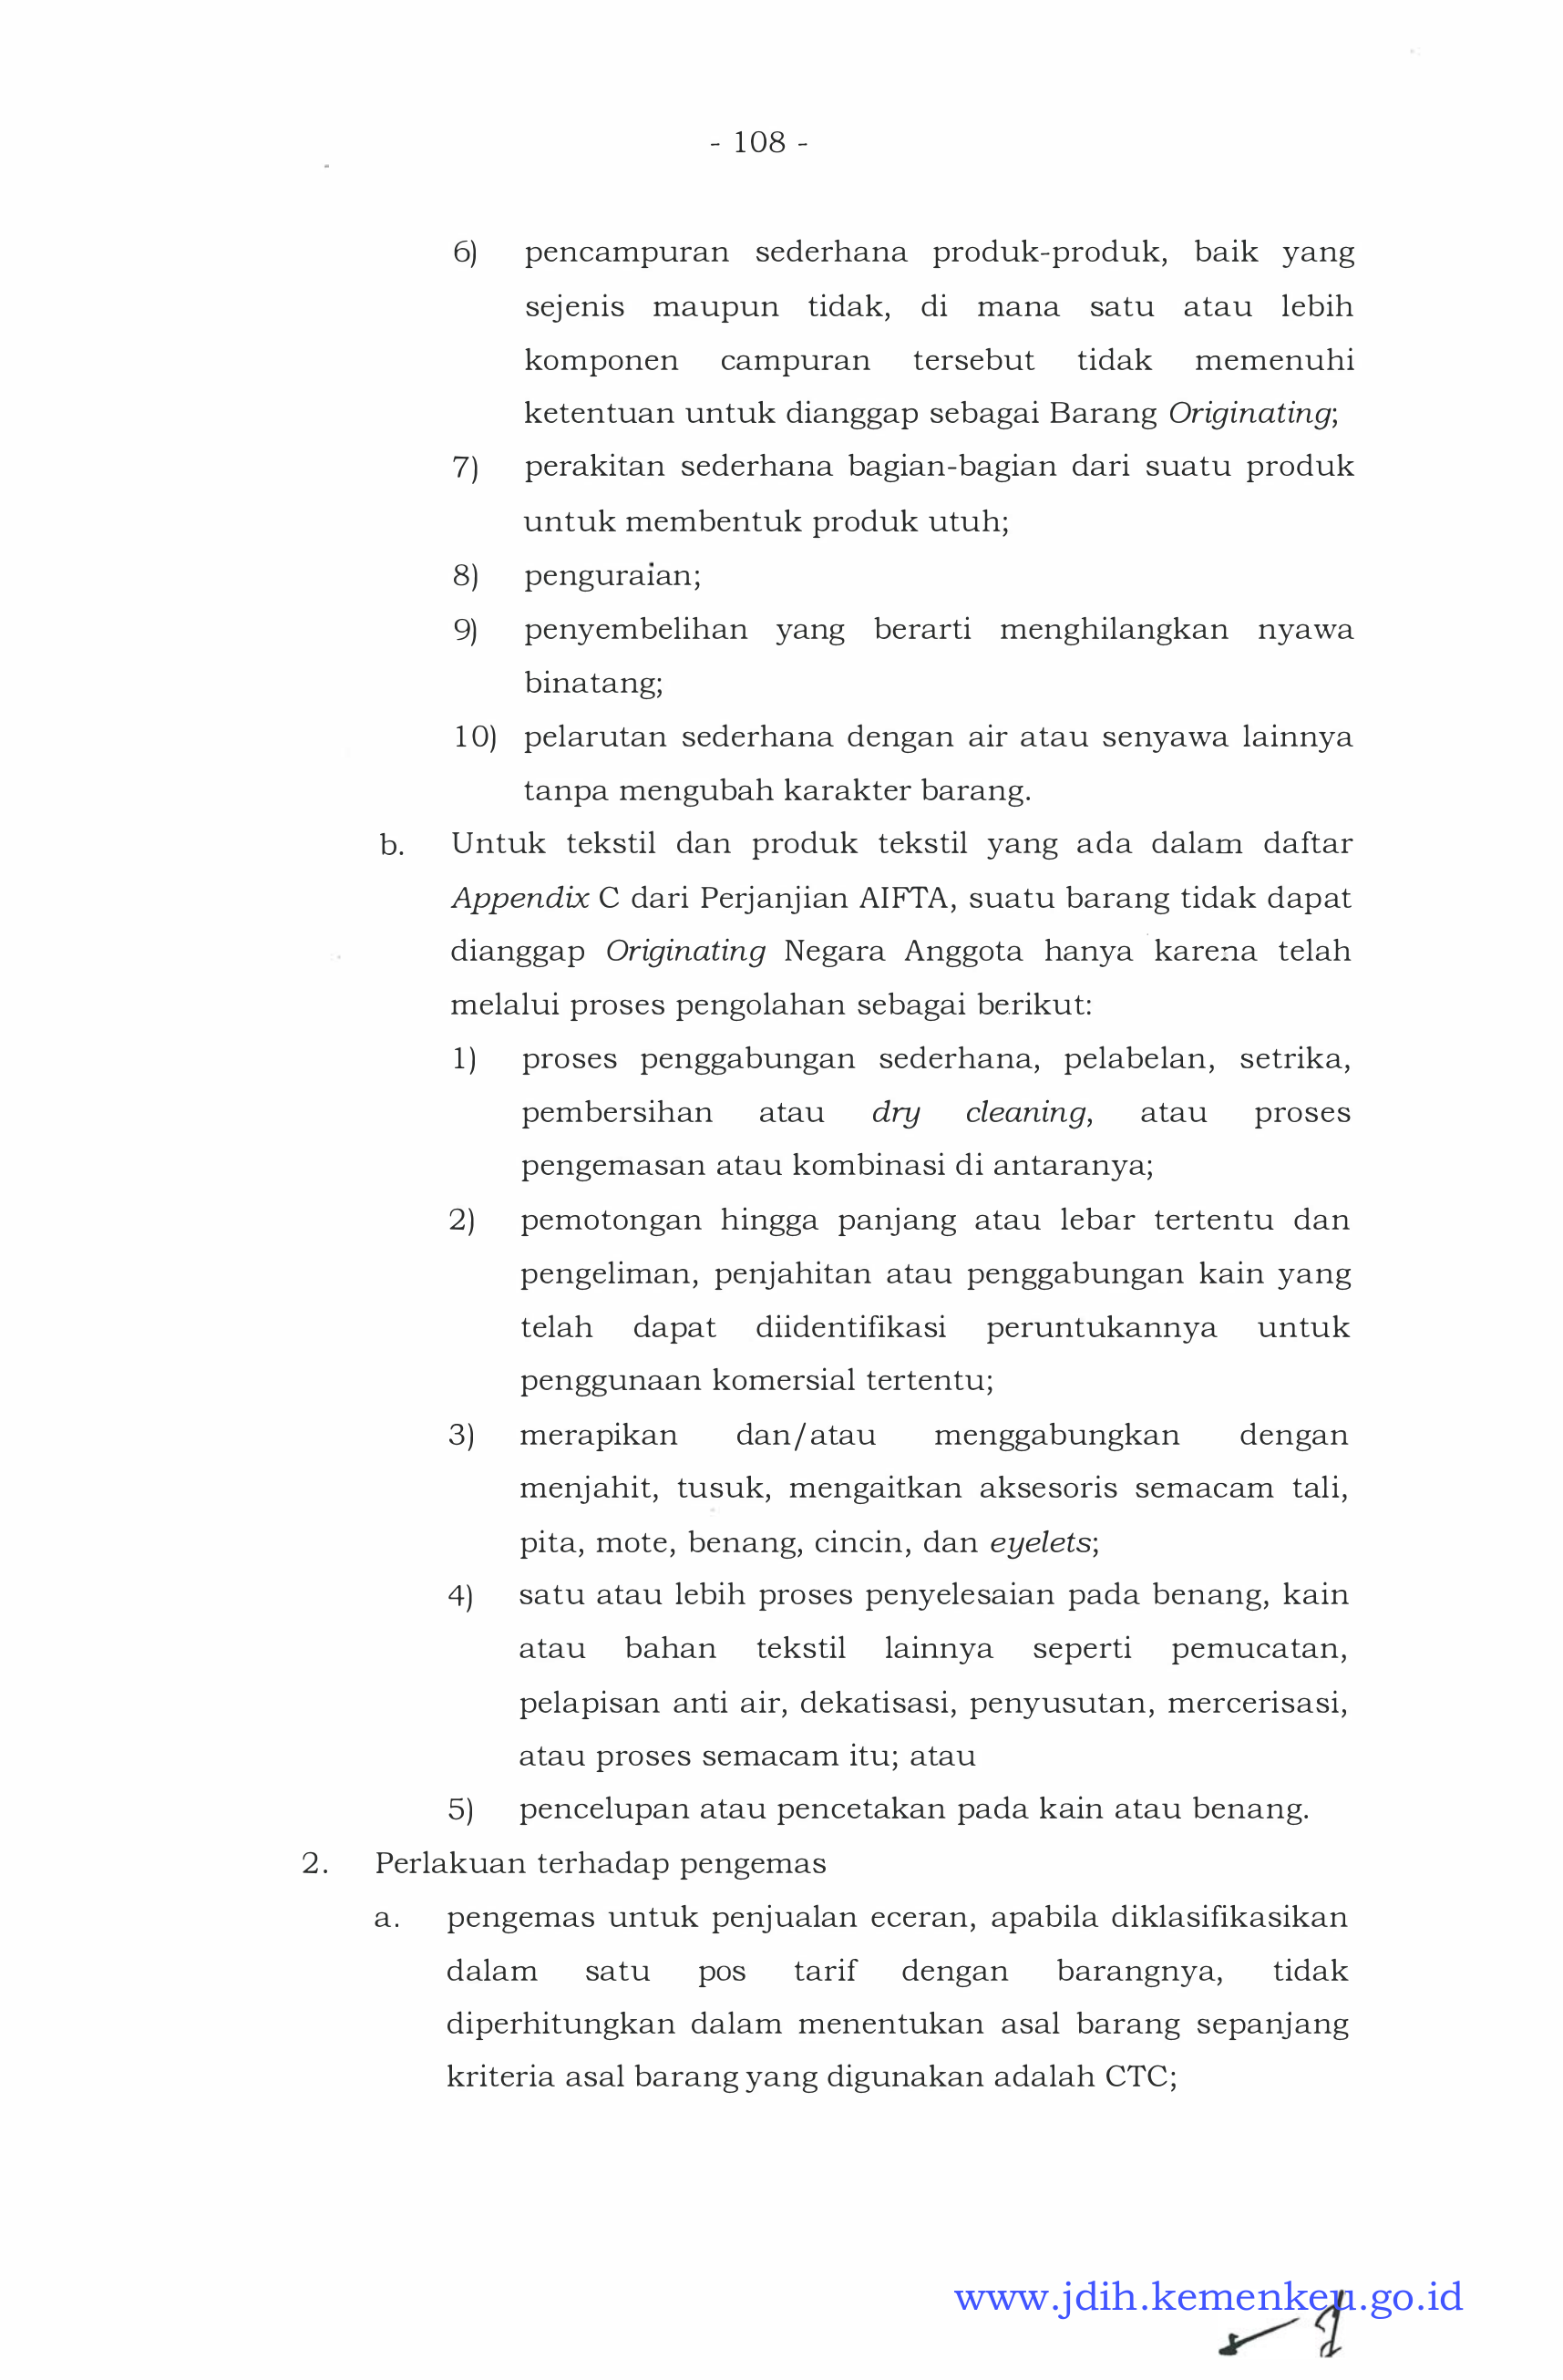 - 108 -
6) pencampuran sederhana produk-produk, baik yang
sejenis maupun tidak, di mana satu atau lebih
komponen campuran tersebut tidak memenuhi
ketentuan untuk dianggap sebagai Barang Originating;
7) perakitan sederhana bagian-bagian dari suatu produk
untuk membentuk produk utuh;
8) penguraian;
9) penyembelihan yang berarti menghilangkan nyawa
binatang;
10) pelarutan sederhana dengan air atau senyawa lainnya
tanpa mengubah karakter barang.
b. Untuk tekstil dan produk tekstil yang ada dalam daftar
Appendix C dari Perjanjian AIFTA, suatu barang tidak dapat
dianggap Originating Negara Anggota hanya karena telah
melalui proses pengolahan sebagai berikut:
1) proses penggabungan sederhana, pelabelan, setrika,
pembersihan atau dry cleaning, atau proses
pengemasan atau kombinasi di antaranya;
2) pemotongan hingga panjang atau lebar tertentu dan
pengeliman, penjahitan atau penggabungan kain yang
telah dapat diidentifikasi peruntukannya untuk
penggunaan komersial tertentu;
3) merapikan dan/atau menggabungkan dengan
menjahit, tusuk, mengaitkan aksesoris semacam tali,
pita, mote, benang, cincin, dan eyelets;
4) satu atau lebih proses penyelesaian pada benang, kain
atau bahan tekstil lainnya seperti pemucatan,
pelapisan anti air, dekatisasi, penyusutan, mercerisasi,
atau proses semacam itu; atau
5) pencelupan atau pencetakan pada kain atau benang.
2. Perlakuan terhadap pengemas
a. pengemas untuk penjualan eceran, apabila diklasifikasikan
dalam satu pos tarif dengan barangnya, tidak
diperhitungkan dalam menentukan asal barang sepanjang
kriteria asal barang yang digunakan adalah CTC;
www.jdih.kemenkeu.go.id